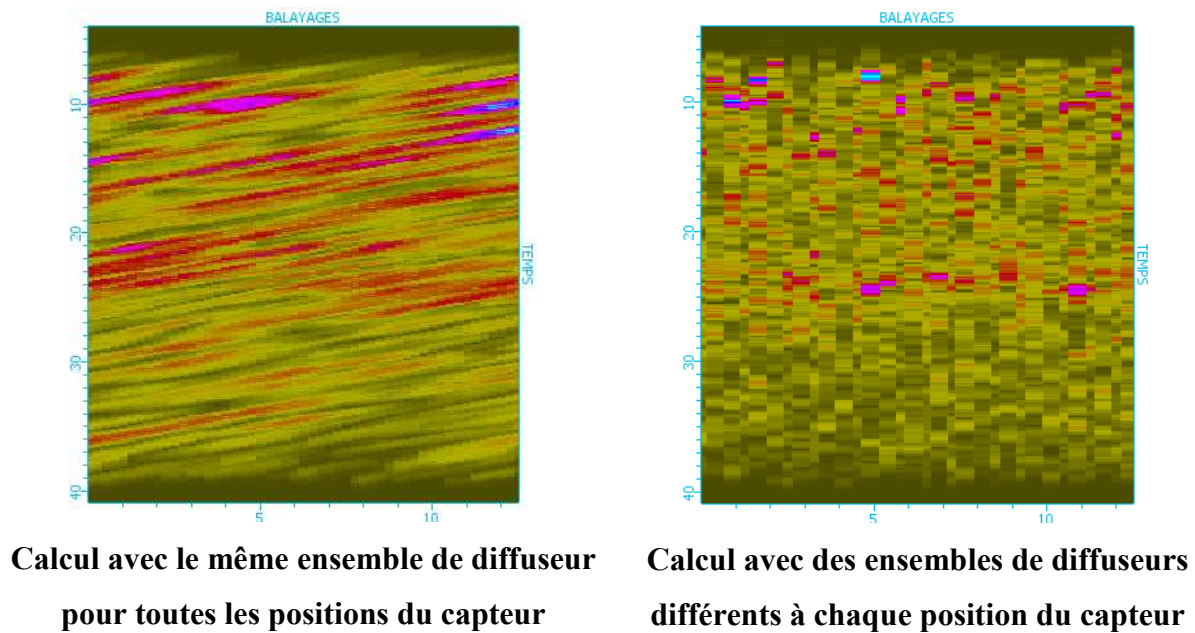 BALAYAGES
10
20
30
40
5
10
TEMPS
Calcul avec le même ensemble de diffuseur
pour toutes les positions du capteur
BALAYAGES
10
20
30
40
5
10
TEMPS
Calcul avec des ensembles de diffuseurs
différents à chaque position du capteur